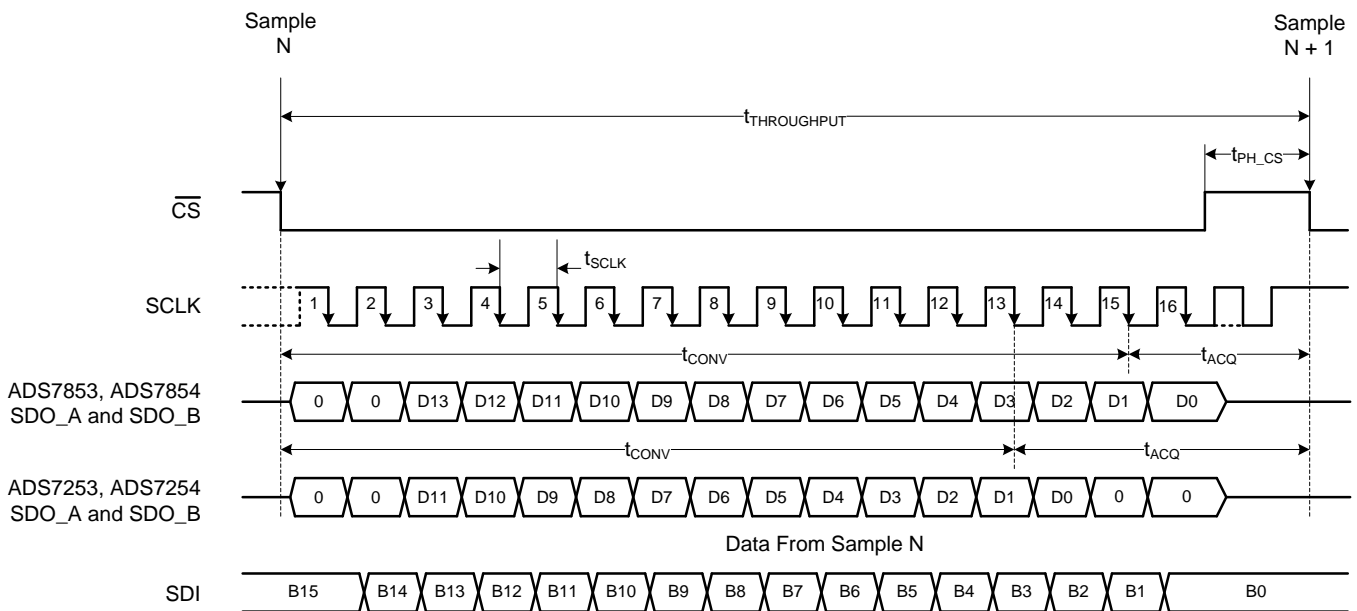 Sample
N
Sample
N + 1
tTHROUGHPUT
tPH_CS
CS
tSCLK
SCLK
1 2 3 4 5 6 7 8 9 10 11 12 13 14 15 16
tCONV tACQ
ADS7853, ADS7854
SDO_A and SDO_B
0 0 D13 D12 D11 D10 D9 D8 D7 D6 D5 D4 D3 D2 D1 D0
tCONV tACQ
ADS7253, ADS7254
SDO_A and SDO_B
0 0 D11 D10 D9 D8 D7 D6 D5 D4 D3 D2 D1 D0 0 0
Data From Sample N
SDI
B15 B14 B13 B12 B11 B10 B9 B8 B7 B6 B5 B4 B3 B2 B1 B0